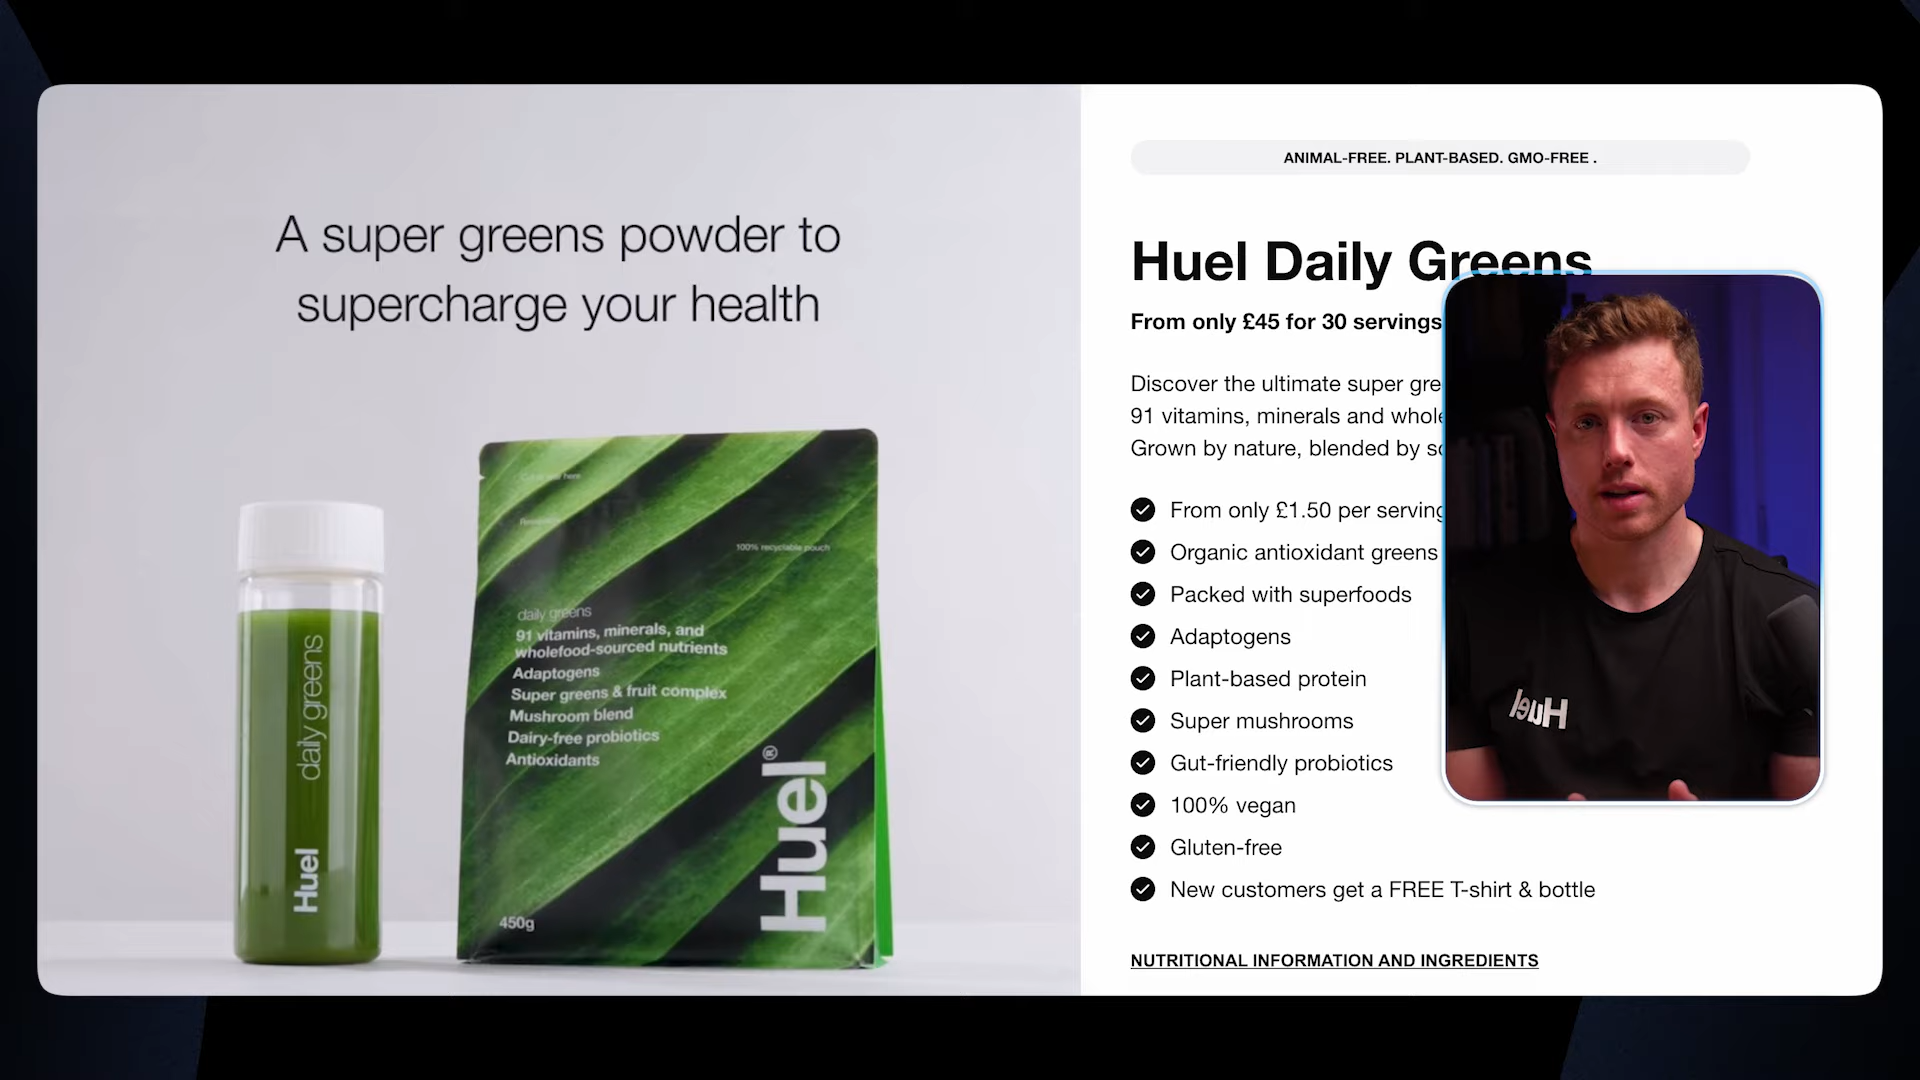 A super greens powder to
supercharge your health
100% recyclable pouch
daily greens
91 vitamins, minerals, and
wholefood-sourced nutrients
Adaptogens
Super greens & fruit complex
Mushroom blend
Dairy-free probiotics
Antioxidants
Huel®
450g
daily greens
Huel
ANIMAL-FREE. PLANT-BASED. GMO-FREE .
Huel Daily Greens
From only £45 for 30 servings
Discover the ultimate super
91 vitamins, minerals and
Grown by nature, blended by
From only £1.50 per serving
Organic antioxidant greens
Packed with superfoods
Adaptogens
Plant-based protein
Super mushrooms
Gut-friendly probiotics
100% vegan
Gluten-free
New customers get a FREE T-shirt & bottle
NUTRITIONAL INFORMATION AND INGREDIENTS
Huel